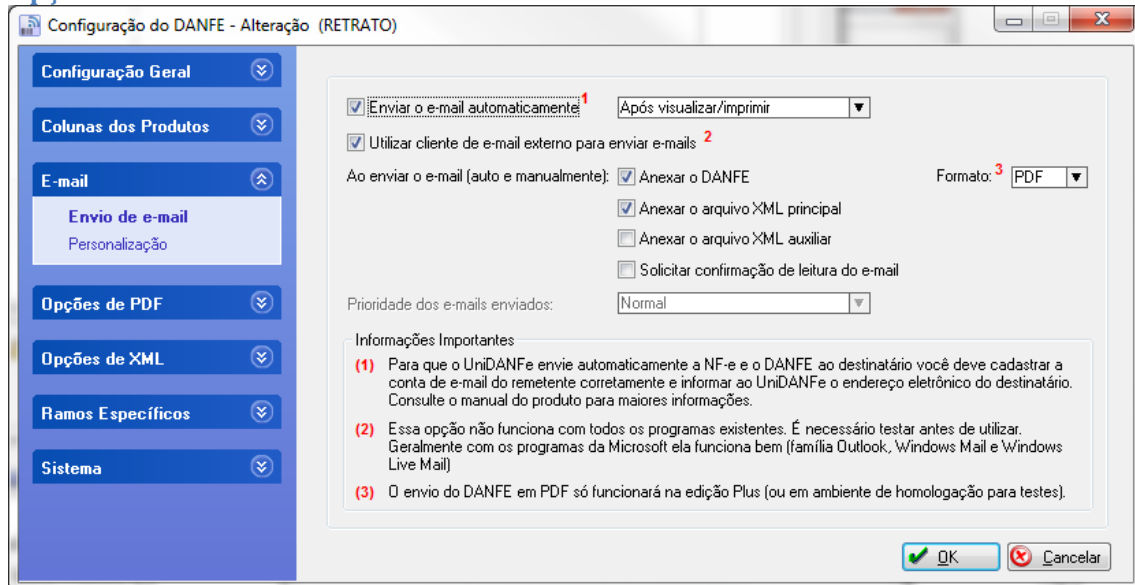 Configuração do DANFE - Alteração (RETRATO)
Configuração Geral
Colunas dos Produtos
E-mail
Envio de e-mail
Personalização
Opções de PDF
Opções de XML
Ramos Específicos
Sistema
Enviar o e-mail automaticamente 1 Após visualizar/imprimir
Utilizar cliente de e-mail externo para enviar e-mails 2
Ao enviar o e-mail (auto e manualmente): Anexar o DANFE Formato: 3 PDF
Anexar o arquivo XML principal
Anexar o arquivo XML auxiliar
Solicitar confirmação de leitura do e-mail
Prioridade dos e-mails enviados: Normal
Informações Importantes
(1) Para que o UniDANFe envie automaticamente a NF-e e o DANFE ao destinatário você deve cadastrar a
conta de e-mail do remetente corretamente e informar ao UniDANFe o endereço eletrônico do destinatário.
Consulte o manual do produto para maiores informações.
(2) Essa opção não funciona com todos os programas existentes. É necessário testar antes de utilizar.
Geralmente com os programas da Microsoft ela funciona bem (família Outlook, Windows Mail e Windows
Live Mail)
(3) O envio do DANFE em PDF só funcionará na edição Plus (ou em ambiente de homologação para testes).
OK Cancelar